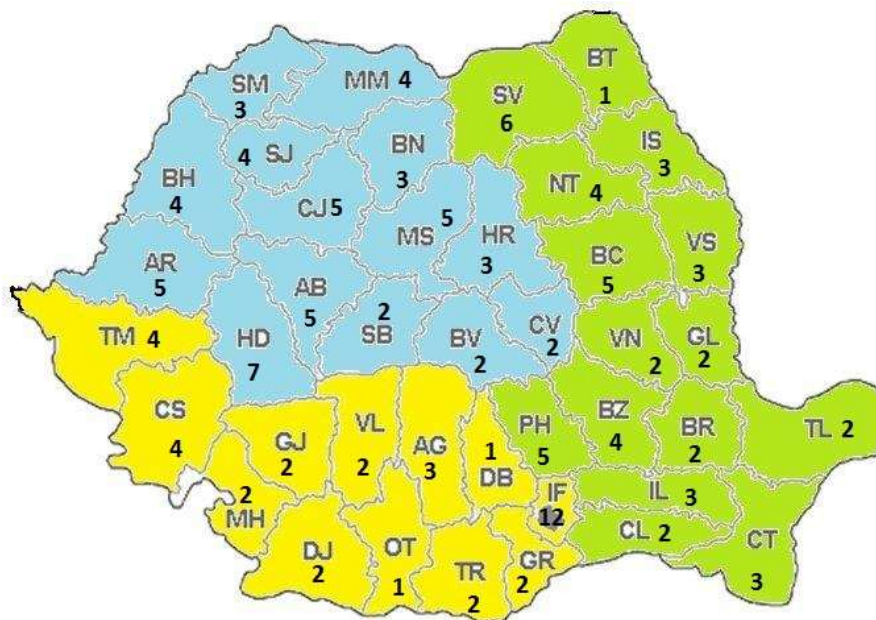 BT
1
SM
3
MM 4
SV
6
IS
3
BN
3
4 SJ
NT 4
BH
4
CJ 5
5
MS
HR
3
VS
3
BC
5
AR
5
AB
5
2
SB
CV
2
TM 4
HD
7
BV
2
VN
2
GL
2
CS
4
VL
2
AG
3
PH
5
BZ
4
BR
2
TL 2
GJ
2
1
DB
2
MH
IF
12
IL 3
CL 2
CT
3
DJ
2
OT
1
TR
2
GR
2